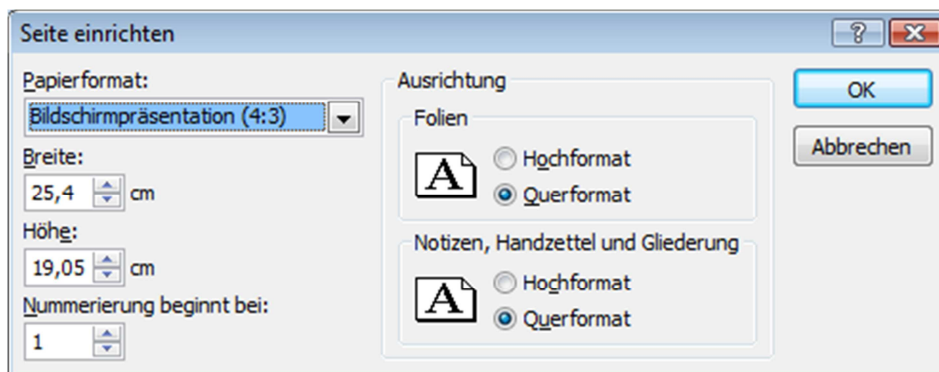 Seite einrichten
Papierformat:
Bildschirmpräsentation (4:3)
Breite:
25,4 cm
Höhe:
19,05 cm
Nummerierung beginnt bei:
1
Ausrichtung
Folien
A
Hochformat
Querformat
Notizen, Handzettel und Gliederung
A
Hochformat
Querformat
?
OK
Abbrechen